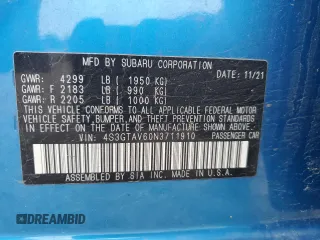 MFD BY SUBARU CORPORATION 11/21
GVWR: 4299 LB ( 1950 KG)
GAWR: F 2183 LB ( 990 KG)
GAWR: R 2205 LB ( 1000 KG)
THIS VEHICLE CONFORMS TO ALL APPLICABLE FEDERAL MOTOR
VEHICLE SAFETY, BUMPER, AND THEFT PREVENTION STANDARDS
IN EFFECT ON THE DATE OF MANUFACTURE SHOWN ABOVE.
VIN: 4S3GTAV60N3711910 PASSENGER CAR
ASSEMBLED BY SIA INC. MADE IN U.S.A.
DREAMBID